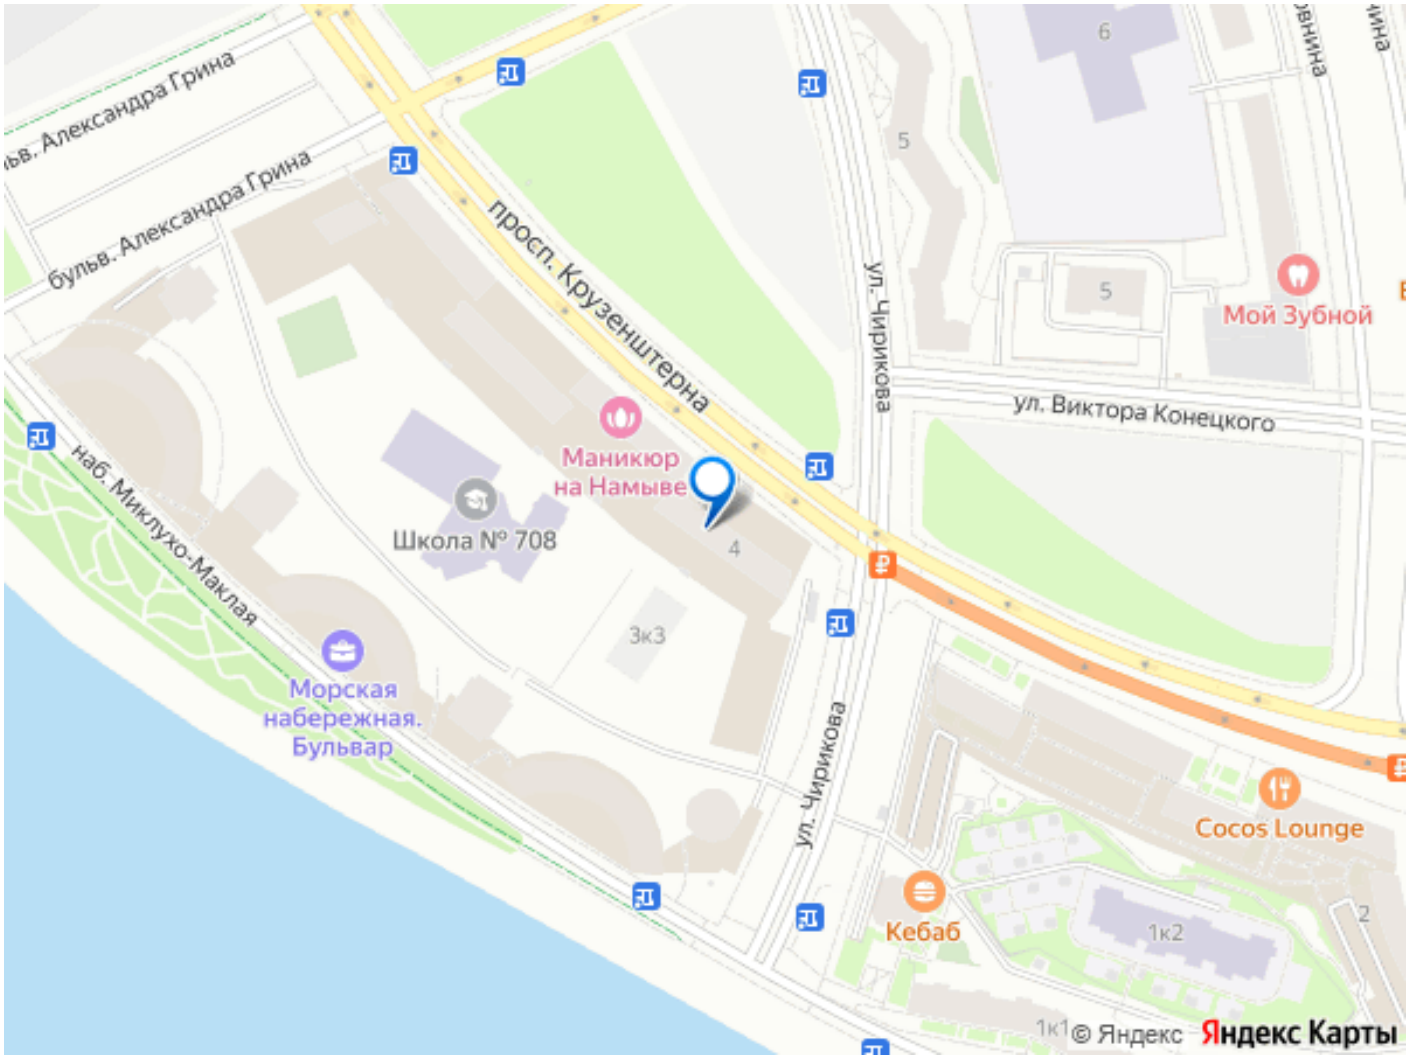 6
бульв. Александра Грина
бульв. Александра Грина
просп. Крузенштерна
5
ул. Чирикова
5
Мой Зубной
ул. Виктора Конецкого
Маникюр
на Намыве
наб. Миклухо-Маклая
Школа № 708
4
3к3
Морская
набережная.
Бульвар
ул. Чирикова
Cocos Lounge
Кебаб
1к2
2
1к1
© Яндекс Яндекс Карты